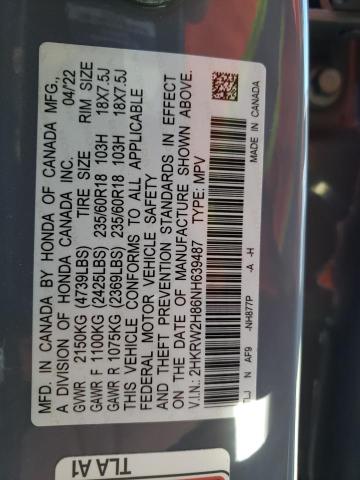 MFD. IN CANADA BY HONDA OF CANADA MFG.,
A DIVISION OF HONDA CANADA INC. 04/22
GVWR 2150KG (4739LBS) TIRE SIZE RIM SIZE
GAWR F 1100KG (2425LBS) 235/60R18 103H 18X7.5J
GAWR R 1075KG (2369LBS) 235/60R18 103H 18X7.5J
THIS VEHICLE CONFORMS TO ALL APPLICABLE
FEDERAL MOTOR VEHICLE SAFETY
AND THEFT PREVENTION STANDARDS IN EFFECT
ON THE DATE OF MANUFACTURE SHOWN ABOVE.
V.I.N.: 2HKRW2H86NH639487 TYPE: MPV
TLJ N AF9 -NH877P -A -H
MADE IN CANADA
TLA A1